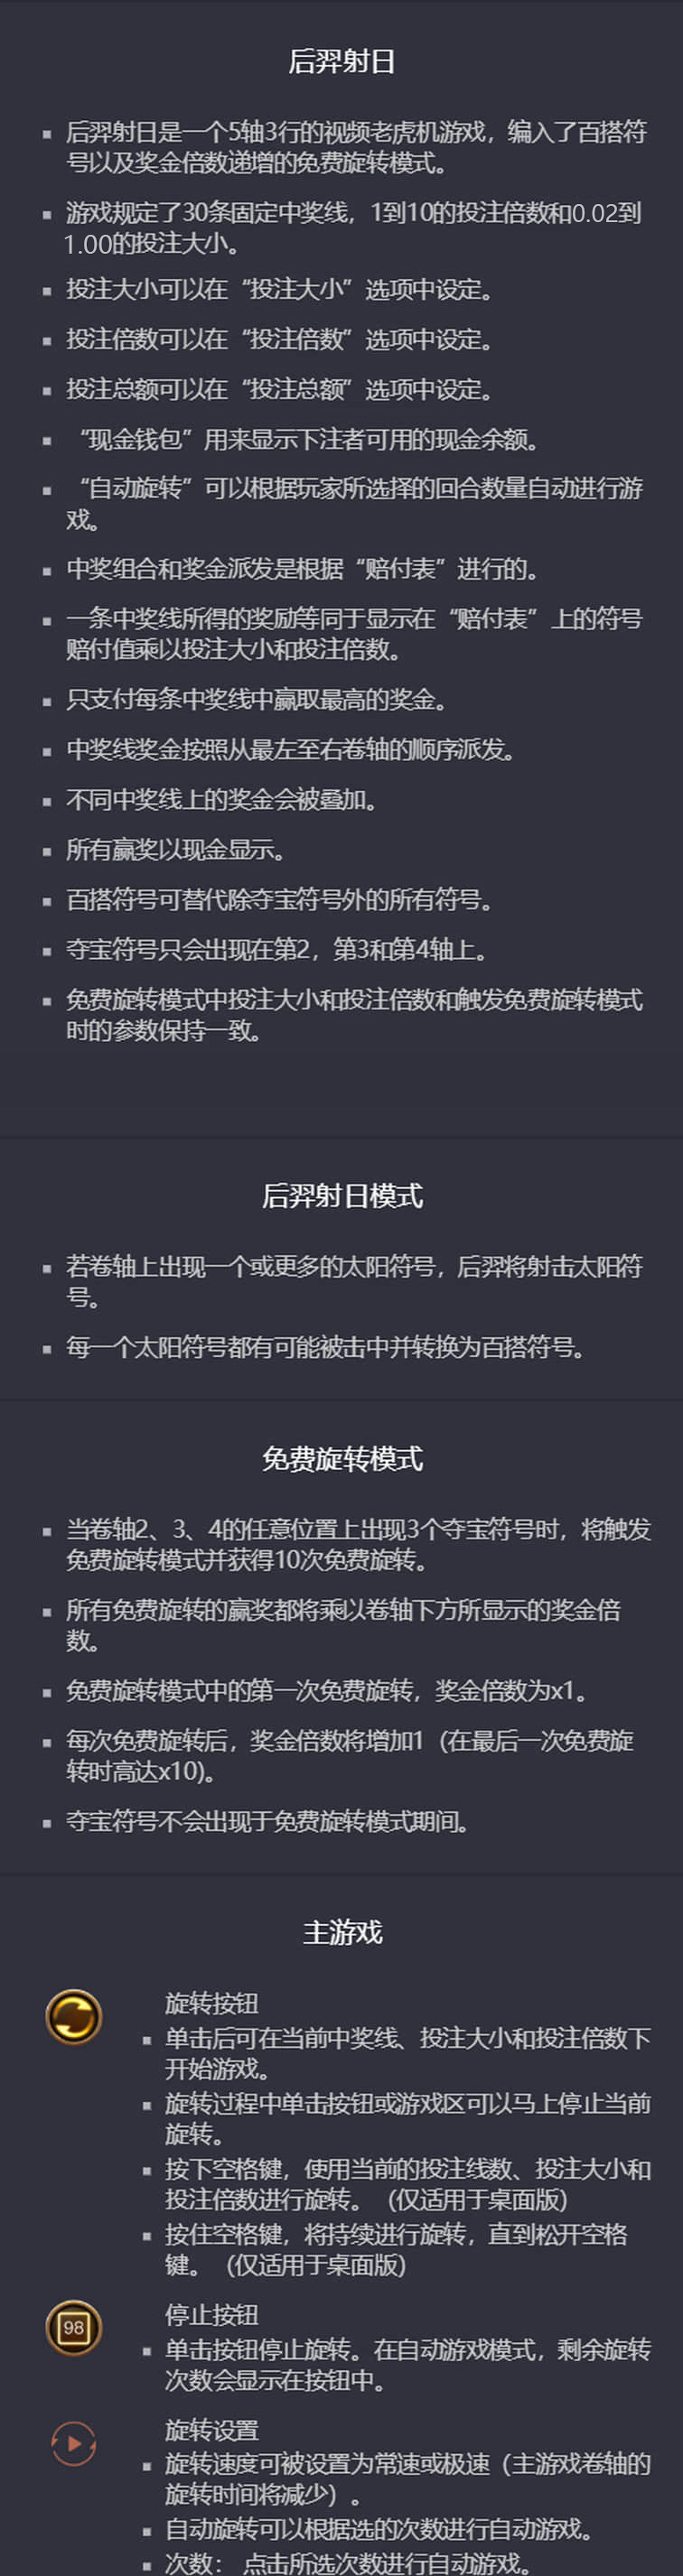 后羿射日
后羿射日是一个5轴3行的视频老虎机游戏，编入了百搭符
号以及奖金倍数递增的免费旋转模式。
游戏规定了30条固定中奖线，1到10的投注倍数和0.02到
1.00的投注大小。
投注大小可以在“投注大小”选项中设定。
投注倍数可以在“投注倍数”选项中设定。
投注总额可以在“投注总额”选项中设定。
“现金钱包”用来显示下注者可用的现金余额。
“自动旋转”可以根据玩家所选择的回合数量自动进行游
戏。
中奖组合和奖金派发是根据“赔付表”进行的。
一条中奖线所得的奖励等同于显示在“赔付表”上的符号
赔付值乘以投注大小和投注倍数。
只支付每条中奖线中赢取最高的奖金。
中奖线奖金按照从最左至右卷轴的顺序派发。
不同中奖线上的奖金会被叠加。
所有赢奖以现金显示。
百搭符号可替代除夺宝符号外的所有符号。
夺宝符号只会出现在第2，第3和第4轴上。
免费旋转模式中投注大小和投注倍数和触发免费旋转模式
时的参数保持一致。
后羿射日模式
若卷轴上出现一个或更多的太阳符号，后羿将射击太阳符
号。
每一个太阳符号都有可能被击中并转换为百搭符号。
免费旋转模式
当卷轴2、3、4的任意位置上出现3个夺宝符号时，将触发
免费旋转模式并获得10次免费旋转。
所有免费旋转的赢奖都将乘以卷轴下方所显示的奖金倍
数。
免费旋转模式中的第一次免费旋转，奖金倍数为x1。
每次免费旋转后，奖金倍数将增加1（在最后一次免费旋
转时高达x10)。
夺宝符号不会出现于免费旋转模式期间。
主游戏
旋转按钮
单击后可在当前中奖线、投注大小和投注倍数下
开始游戏。
旋转过程中单击按钮或游戏区可以马上停止当前
旋转。
按下空格键，使用当前的投注线数、投注大小和
投注倍数进行旋转。（仅适用于桌面版）
按住空格键，将持续进行旋转，直到松开空格
键。（仅适用于桌面版）
98
停止按钮
单击按钮停止旋转。在自动游戏模式，剩余旋转
次数会显示在按钮中。
旋转设置
旋转速度可被设置为常速或极速（主游戏卷轴的
旋转时间将减少）。
自动旋转可以根据选的次数进行自动游戏。
次数： 点击所选次数进行自动游戏。